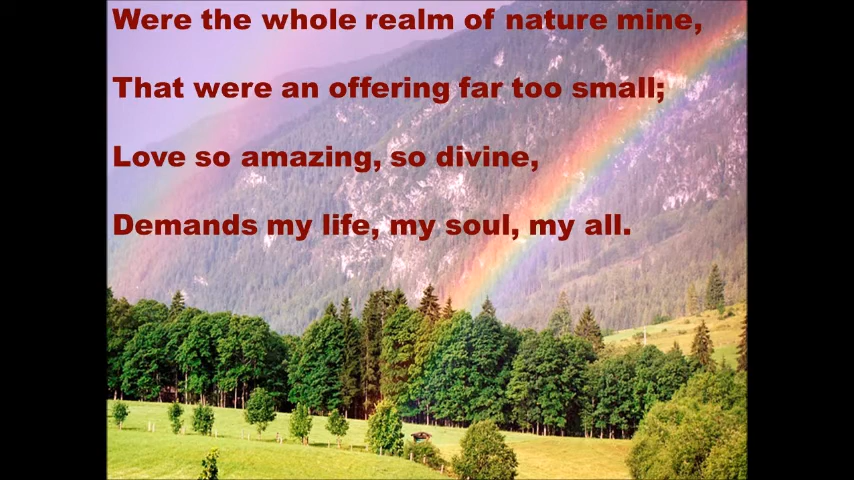 Were the whole realm of nature mine,
That were an offering far too small;
Love so amazing, so divine,
Demands my life, my soul, my all.